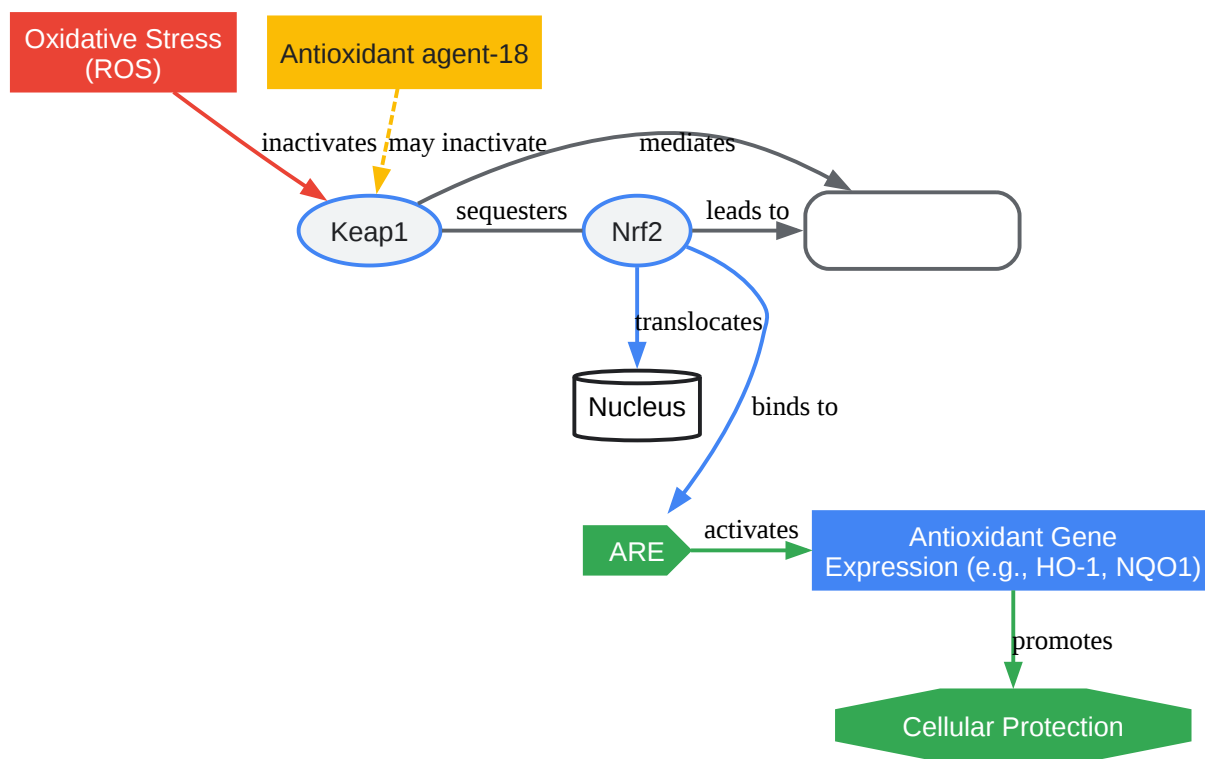 Oxidative Stress
(ROS)
Antioxidant agent-18
inactivates
may inactivate
mediates
Keap1
sequesters
Nrf2
leads to
translocates
Nucleus
binds to
ARE
activates
Antioxidant Gene
Expression (e.g., HO-1, NQO1)
promotes
Cellular Protection